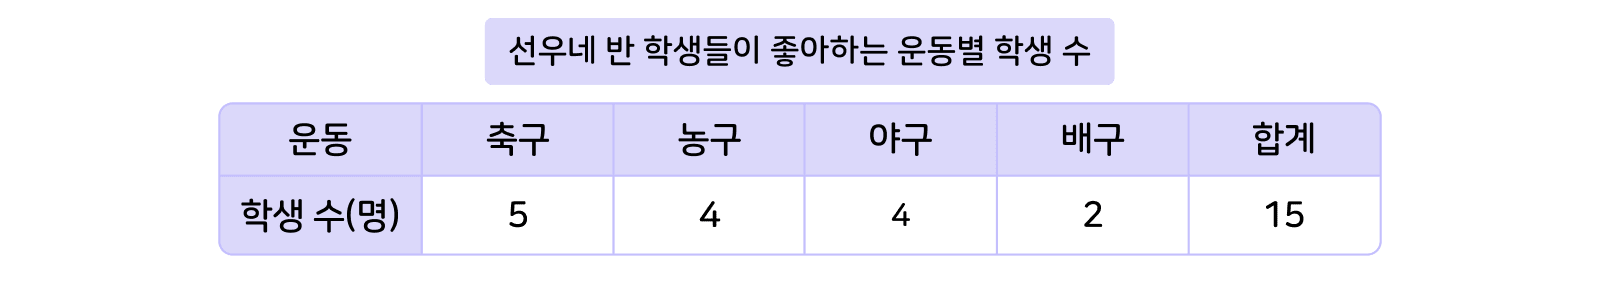 선우네 반 학생들이 좋아하는 운동별 학생 수
운동 축구 농구 야구 배구 합계
학생 수(명) 5 4 4 2 15